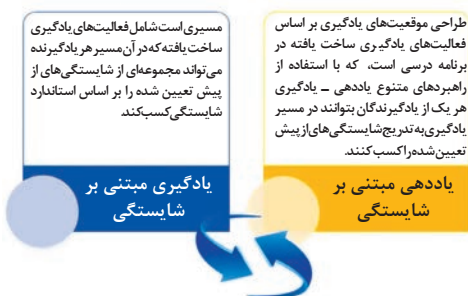 طراحی موقعیت‌های یادگیری بر اساس
فعالیت‌های یادگیری ساخت یافته در
برنامه درسی است، که با استفاده از
راهبردهای متنوع یاددهی ـ یادگیری
هر یک از یادگیرندگان بتوانند در مسیر
یادگیری به تدریج شایستگی‌های از پیش
تعیین شده را کسب کنند.
یاددهی مبتنی بر
شایستگی
مسیری است شامل فعالیت‌های یادگیری
ساخت یافته که در آن مسیر هر یادگیرنده
می‌تواند مجموعه‌ای از شایستگی‌های از
پیش تعیین شده را بر اساس استاندارد
شایستگی کسب کند.
یادگیری مبتنی بر
شایستگی